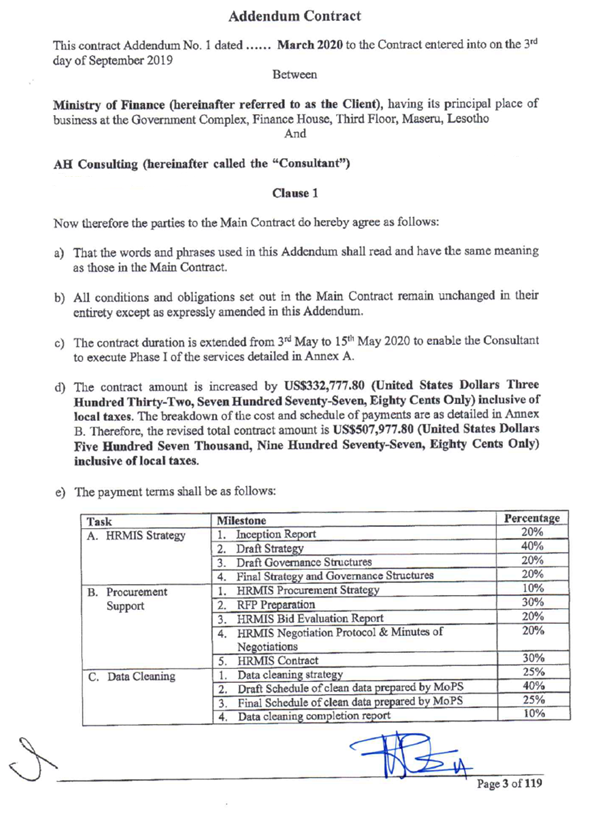 Addendum Contract
This contract Addendum No. 1 dated ...... March 2020 to the Contract entered into on the 3rd
day of September 2019
Between
Ministry of Finance (hereinafter referred to as the Client), having its principal place of
business at the Government Complex, Finance House, Third Floor, Maseru, Lesotho
And
AH Consulting (hereinafter called the “Consultant”)
Clause 1
Now therefore the parties to the Main Contract do hereby agree as follows:
a) That the words and phrases used in this Addendum shall read and have the same meaning
as those in the Main Contract.
b) All conditions and obligations set out in the Main Contract remain unchanged in their
entirety except as expressly amended in this Addendum.
c) The contract duration is extended from 3rd May to 15th May 2020 to enable the Consultant
to execute Phase I of the services detailed in Annex A.
d) The contract amount is increased by US$332,777.80 (United States Dollars Three
Hundred Thirty-Two, Seven Hundred Seventy-Seven, Eighty Cents Only) inclusive of
local taxes. The breakdown of the cost and schedule of payments are as detailed in Annex
B. Therefore, the revised total contract amount is US$507,977.80 (United States Dollars
Five Hundred Seven Thousand, Nine Hundred Seventy-Seven, Eighty Cents Only)
inclusive of local taxes.
e) The payment terms shall be as follows:
Task Milestone Percentage
A. HRMIS Strategy 1. Inception Report 20%
2. Draft Strategy 40%
3. Draft Governance Structures 20%
4. Final Strategy and Governance Structures 20%
B. Procurement 1. HRMIS Procurement Strategy 10%
Support 2. RFP Preparation 30%
3. HRMIS Bid Evaluation Report 20%
4. HRMIS Negotiation Protocol & Minutes of 20%
Negotiations
5. HRMIS Contract 30%
C. Data Cleaning 1. Data cleaning strategy 25%
2. Draft Schedule of clean data prepared by MoPS 40%
3. Final Schedule of clean data prepared by MoPS 25%
4. Data cleaning completion report 10%
Page 3 of 119